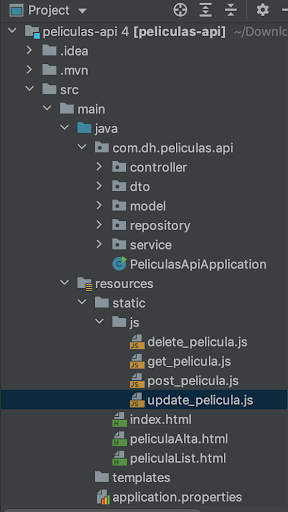 Project
peliculas-api 4 [peliculas-api] ~/Downlo
.idea
.mvn
src
main
java
com.dh.peliculas.api
controller
dto
model
repository
service
PeliculasApiApplication
resources
static
js
delete_pelicula.js
get_pelicula.js
post_pelicula.js
update_pelicula.js
index.html
peliculaAlta.html
peliculaList.html
templates
application.properties